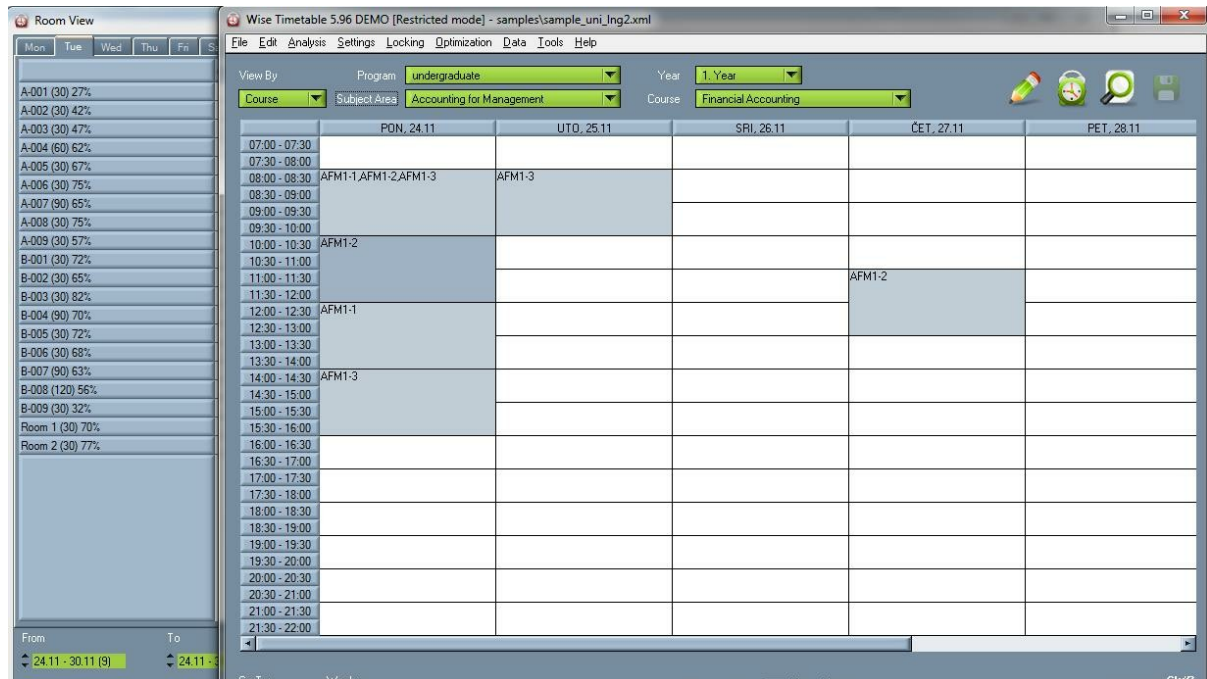 Room View
Mon Tue Wed Thu Fri
A-001 (30) 27%
A-002 (30) 42%
A-003 (30) 47%
A-004 (60) 62%
A-005 (30) 67%
A-006 (30) 75%
A-007 (90) 65%
A-008 (30) 75%
A-009 (30) 57%
B-001 (30) 72%
B-002 (30) 65%
B-003 (30) 82%
B-004 (90) 70%
B-005 (30) 72%
B-006 (30) 68%
B-007 (90) 63%
B-008 (120) 56%
B-009 (30) 32%
Room 1 (30) 70%
Room 2 (30) 77%
From To
24.11 - 30.11 (9) 24.11 -
Wise Timetable 5.96 DEMO [Restricted mode] - samples\sample_uni_lng2.xml
File Edit Analysis Settings Locking Optimization Data Tools Help
View By Program undergraduate Year 1. Year
Course Subject Area Accounting for Management Course Financial Accounting
PON, 24.11 UTO, 25.11 SRI, 26.11 ČET, 27.11 PET, 28.11
07:00 - 07:30
07:30 - 08:00
08:00 - 08:30 AFM1-1,AFM1-2,AFM1-3 AFM1-3
08:30 - 09:00
09:00 - 09:30
09:30 - 10:00
10:00 - 10:30 AFM1-2
10:30 - 11:00
11:00 - 11:30 AFM1-2
11:30 - 12:00
12:00 - 12:30 AFM1-1
12:30 - 13:00
13:00 - 13:30
13:30 - 14:00
14:00 - 14:30 AFM1-3
14:30 - 15:00
15:00 - 15:30
15:30 - 16:00
16:00 - 16:30
16:30 - 17:00
17:00 - 17:30
17:30 - 18:00
18:00 - 18:30
18:30 - 19:00
19:00 - 19:30
19:30 - 20:00
20:00 - 20:30
20:30 - 21:00
21:00 - 21:30
21:30 - 22:00